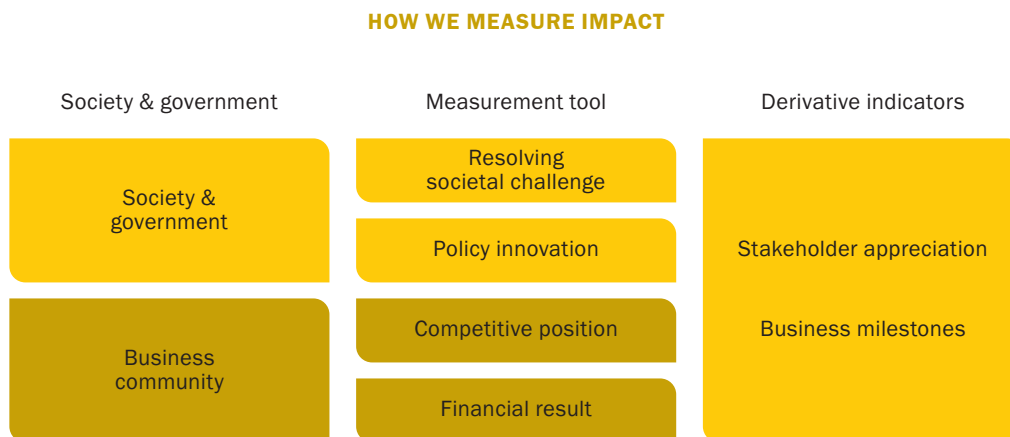 HOW WE MEASURE IMPACT
Society & government
Measurement tool
Derivative indicators
Society &
government
Resolving
societal challenge
Policy innovation
Stakeholder appreciation
Business
community
Competitive position
Business milestones
Financial result